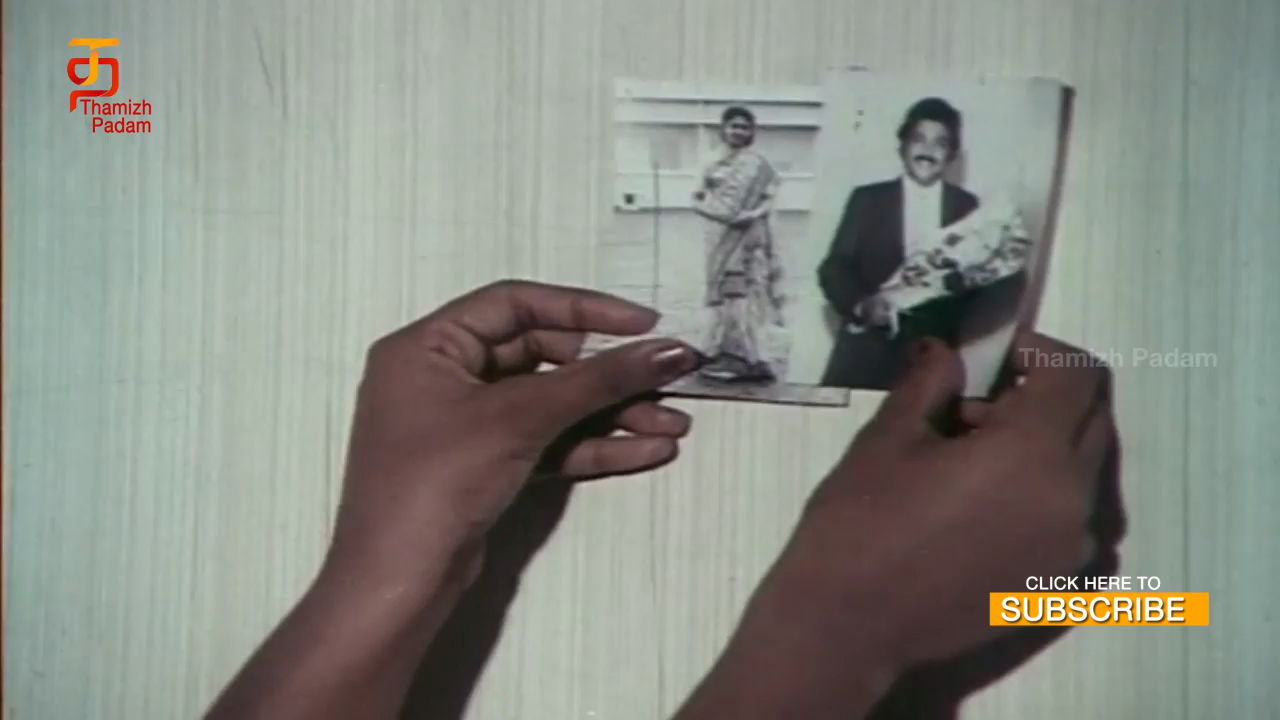 த
Thamizh
Padam
Thamizh Padam
CLICK HERE TO
SUBSCRIBE